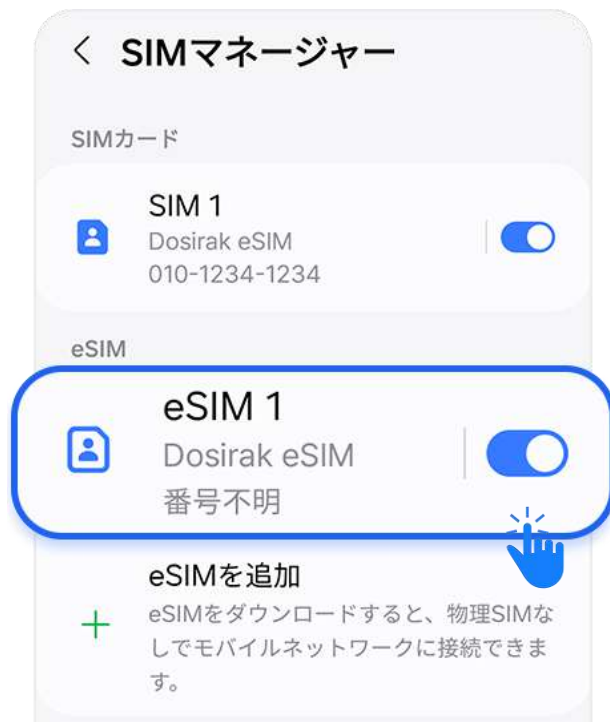 SIMマネージャー
SIMカード
SIM 1
Dosirak eSIM
010-1234-1234
eSIM
eSIM 1
Dosirak eSIM
番号不明
eSIMを追加
eSIMをダウンロードすると、物理SIMな
しでモバイルネットワークに接続できま
す。